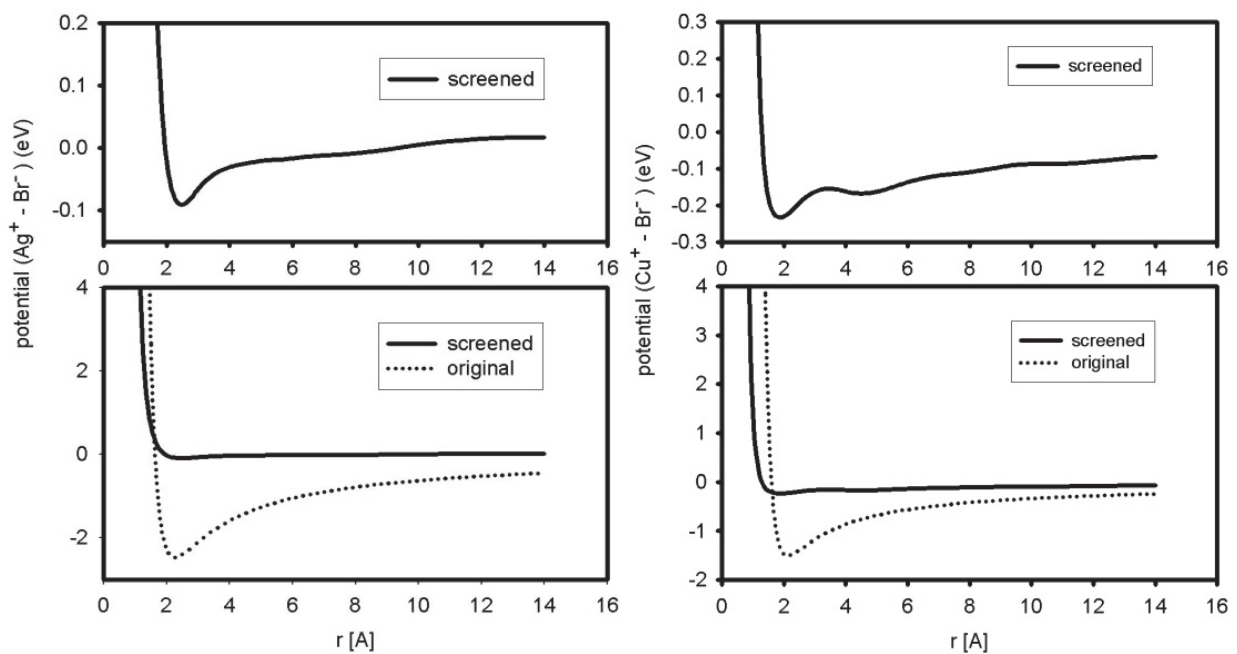 0.2
0.1
0.0
-0.1
screened
0 2 4 6 8 10 12 14 16
potential (Ag⁺ - Br⁻) (eV)
4
2
0
-2
screened
original
0 2 4 6 8 10 12 14 16
r [A]
0.3
0.2
0.1
0.0
-0.1
-0.2
-0.3
screened
0 2 4 6 8 10 12 14 16
potential (Cu⁺ - Br⁻) (eV)
4
3
2
1
0
-1
-2
screened
original
0 2 4 6 8 10 12 14 16
r [A]